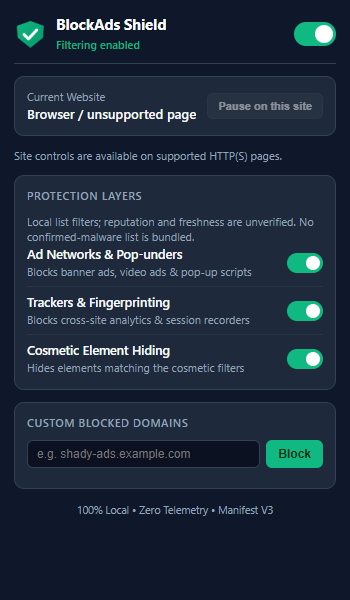 BlockAds Shield
Filtering enabled
Current Website
Browser / unsupported page
Pause on this site
Site controls are available on supported HTTP(S) pages.
PROTECTION LAYERS
Local list filters; reputation and freshness are unverified. No
confirmed-malware list is bundled.
Ad Networks & Pop-unders
Blocks banner ads, video ads & pop-up scripts
Trackers & Fingerprinting
Blocks cross-site analytics & session recorders
Cosmetic Element Hiding
Hides elements matching the cosmetic filters
CUSTOM BLOCKED DOMAINS
e.g. shady-ads.example.com
Block
100% Local • Zero Telemetry • Manifest V3